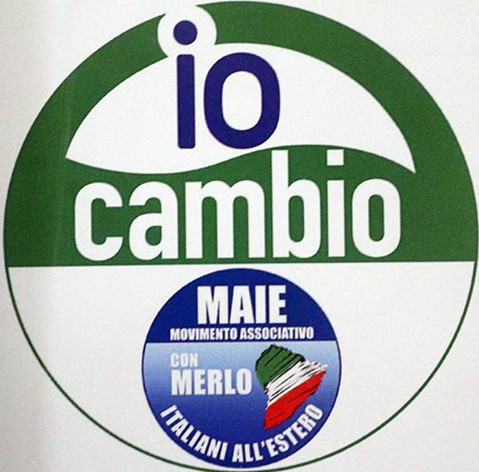 io
cambio
MAIE
MOVIMENTO ASSOCIATIVO
CON
MERLO
ITALIANI ALL'ESTERO